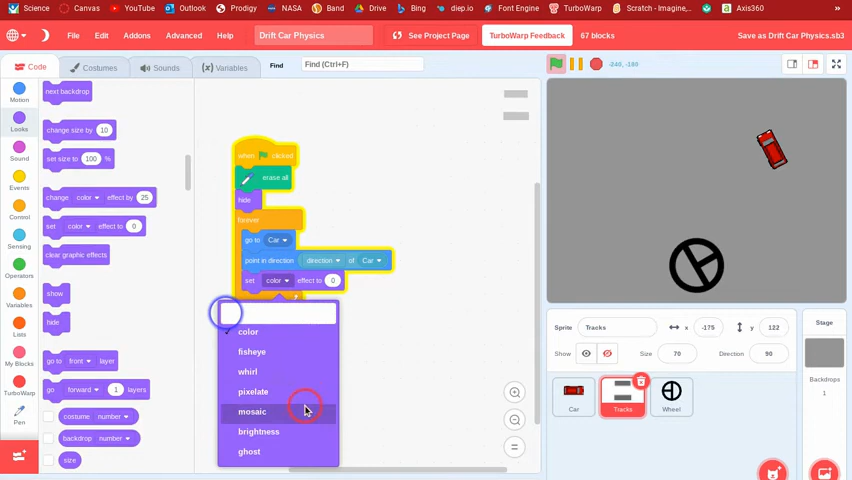 Science Canvas YouTube Outlook Prodigy NASA Band Drive Bing diep.io Font Engine TurboWarp Scratch - Imagine,... Axis360 »
File Edit Addons Advanced Help Drift Car Physics See Project Page TurboWarp Feedback 67 blocks Save as Drift Car Physics.sb3
Code Costumes Sounds Variables Find Find (Ctrl+F) -240, -180
Motion
Looks
Sound
Events
Control
Sensing
Operators
Variables
Lists
My Blocks
TurboWarp
Pen
next backdrop
change size by 10
set size to 100 %
change color effect by 25
set color effect to 0
clear graphic effects
show
hide
go to front layer
go forward 1 layers
costume number
backdrop number
size
when clicked
erase all
hide
forever
go to Car
point in direction direction of Car
set color effect to 0
color
fisheye
whirl
pixelate
mosaic
brightness
ghost
Sprite Tracks x -175 y 122
Show Size 70 Direction 90
Car
Tracks
Wheel
Stage
Backdrops
1